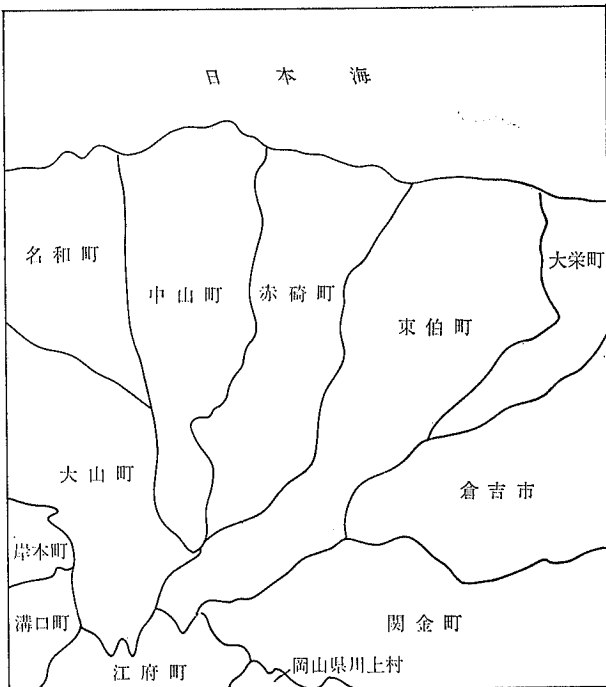 日本海
名和町
中山町
赤碕町
東伯町
大栄町
大山町
倉吉市
岸本町
溝口町
関金町
江府町
岡山県川上村